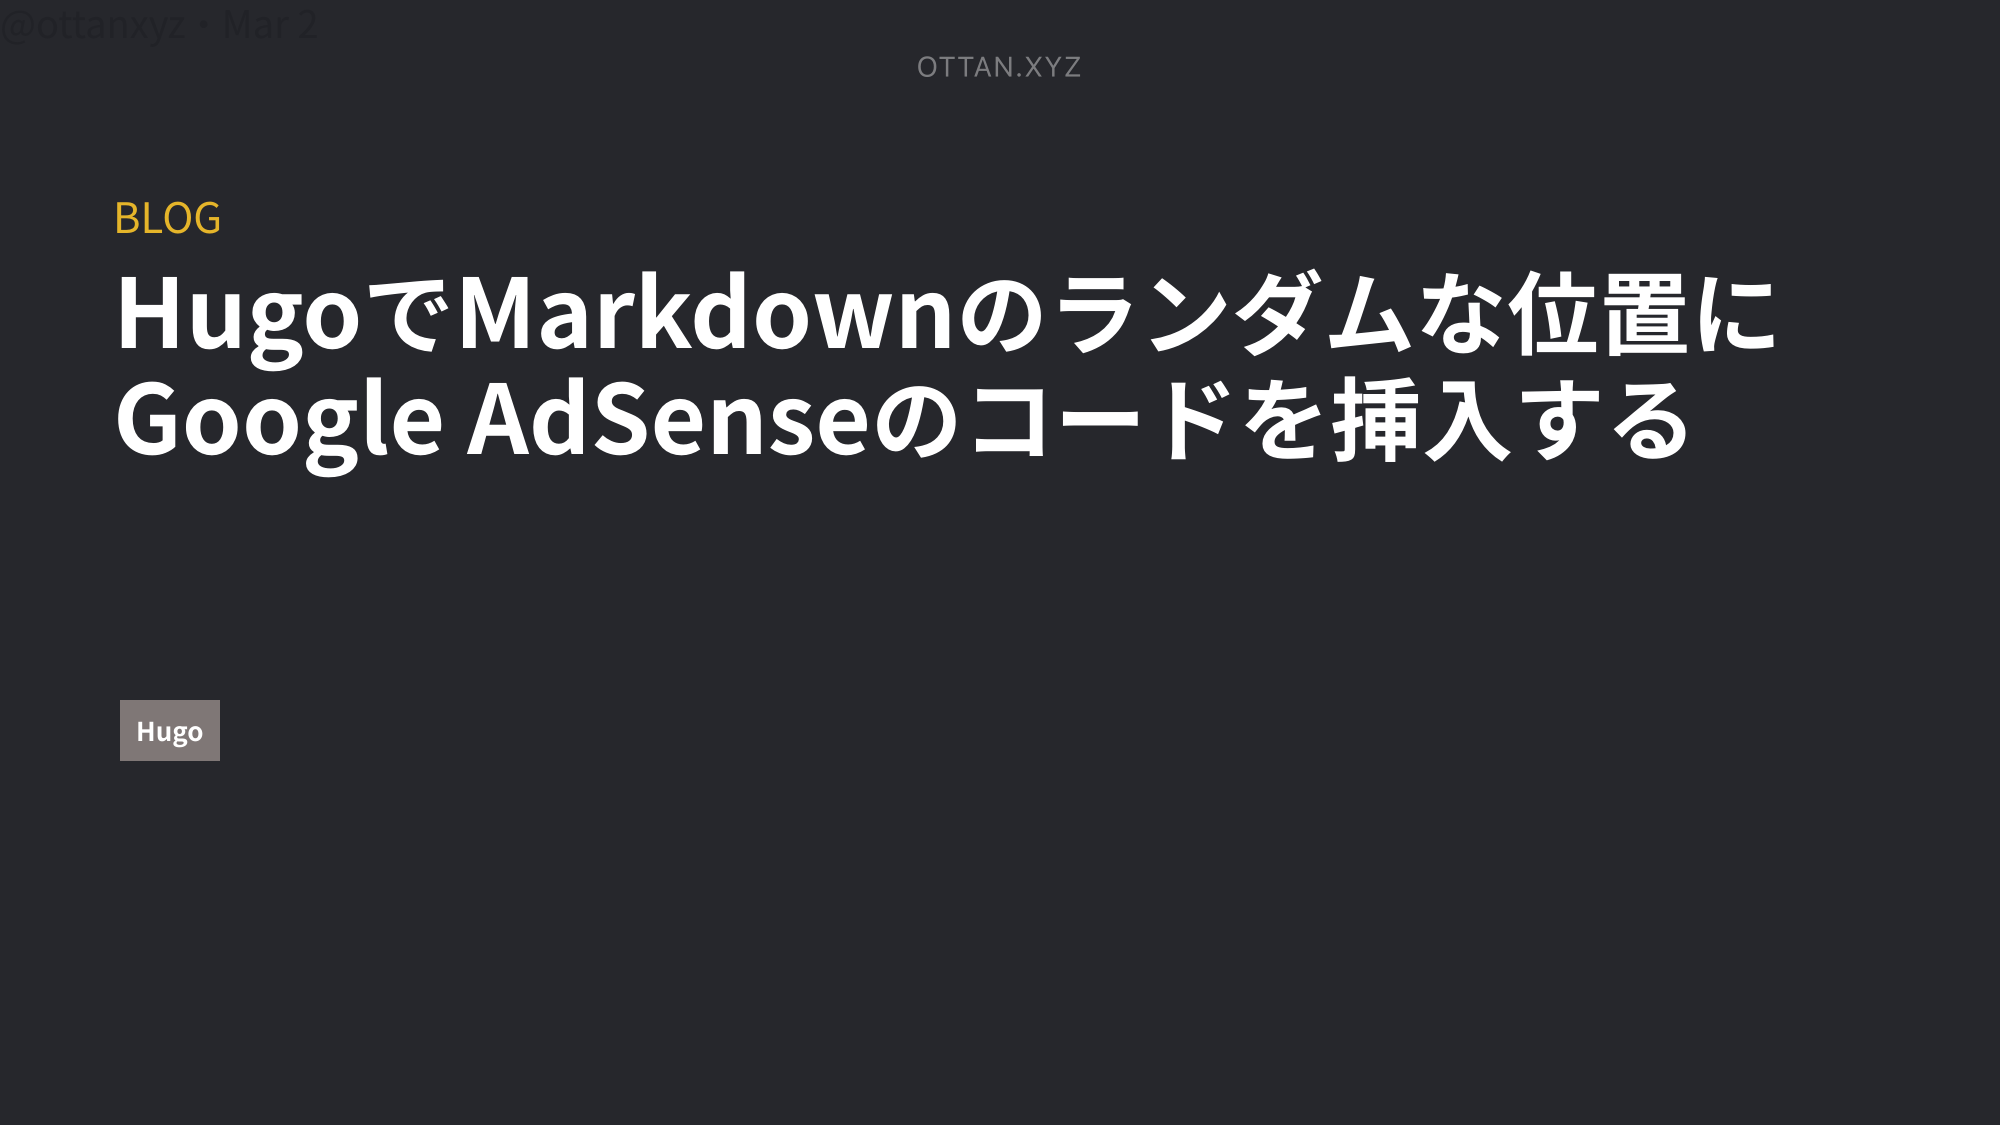 @ottanxyz・Mar 2
OTTAN.XYZ
BLOG
HugoでMarkdownのランダムな位置に
Google AdSenseのコードを挿入する
Hugo